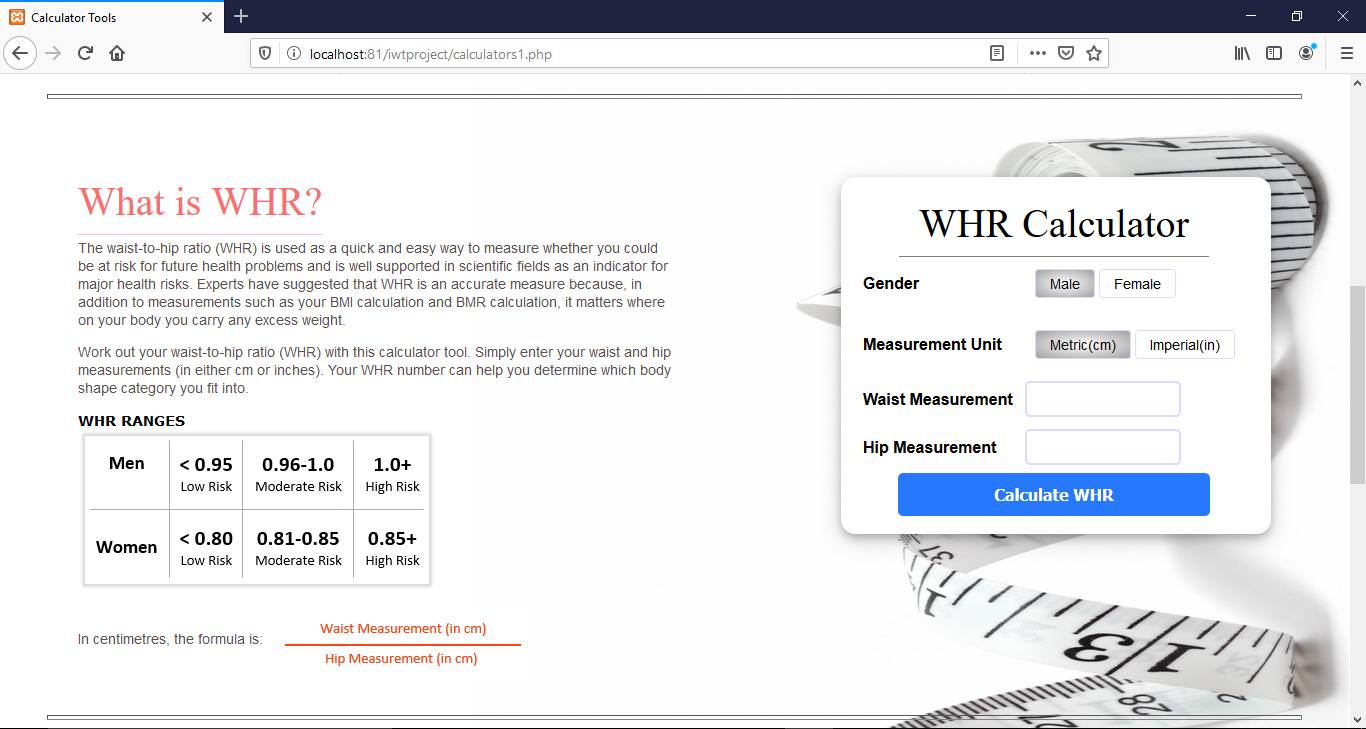 Calculator Tools
localhost:81/iwtproject/calculators1.php
What is WHR?
The waist-to-hip ratio (WHR) is used as a quick and easy way to measure whether you could
be at risk for future health problems and is well supported in scientific fields as an indicator for
major health risks. Experts have suggested that WHR is an accurate measure because, in
addition to measurements such as your BMI calculation and BMR calculation, it matters where
on your body you carry any excess weight.
Work out your waist-to-hip ratio (WHR) with this calculator tool. Simply enter your waist and hip
measurements (in either cm or inches). Your WHR number can help you determine which body
shape category you fit into.
WHR RANGES
Men < 0.95 0.96-1.0 1.0+
Low Risk Moderate Risk High Risk
Women < 0.80 0.81-0.85 0.85+
Low Risk Moderate Risk High Risk
In centimetres, the formula is:
Waist Measurement (in cm)
Hip Measurement (in cm)
WHR Calculator
Gender Male Female
Measurement Unit Metric(cm) Imperial(in)
Waist Measurement
Hip Measurement
Calculate WHR
2
37
13
35
2
27
28